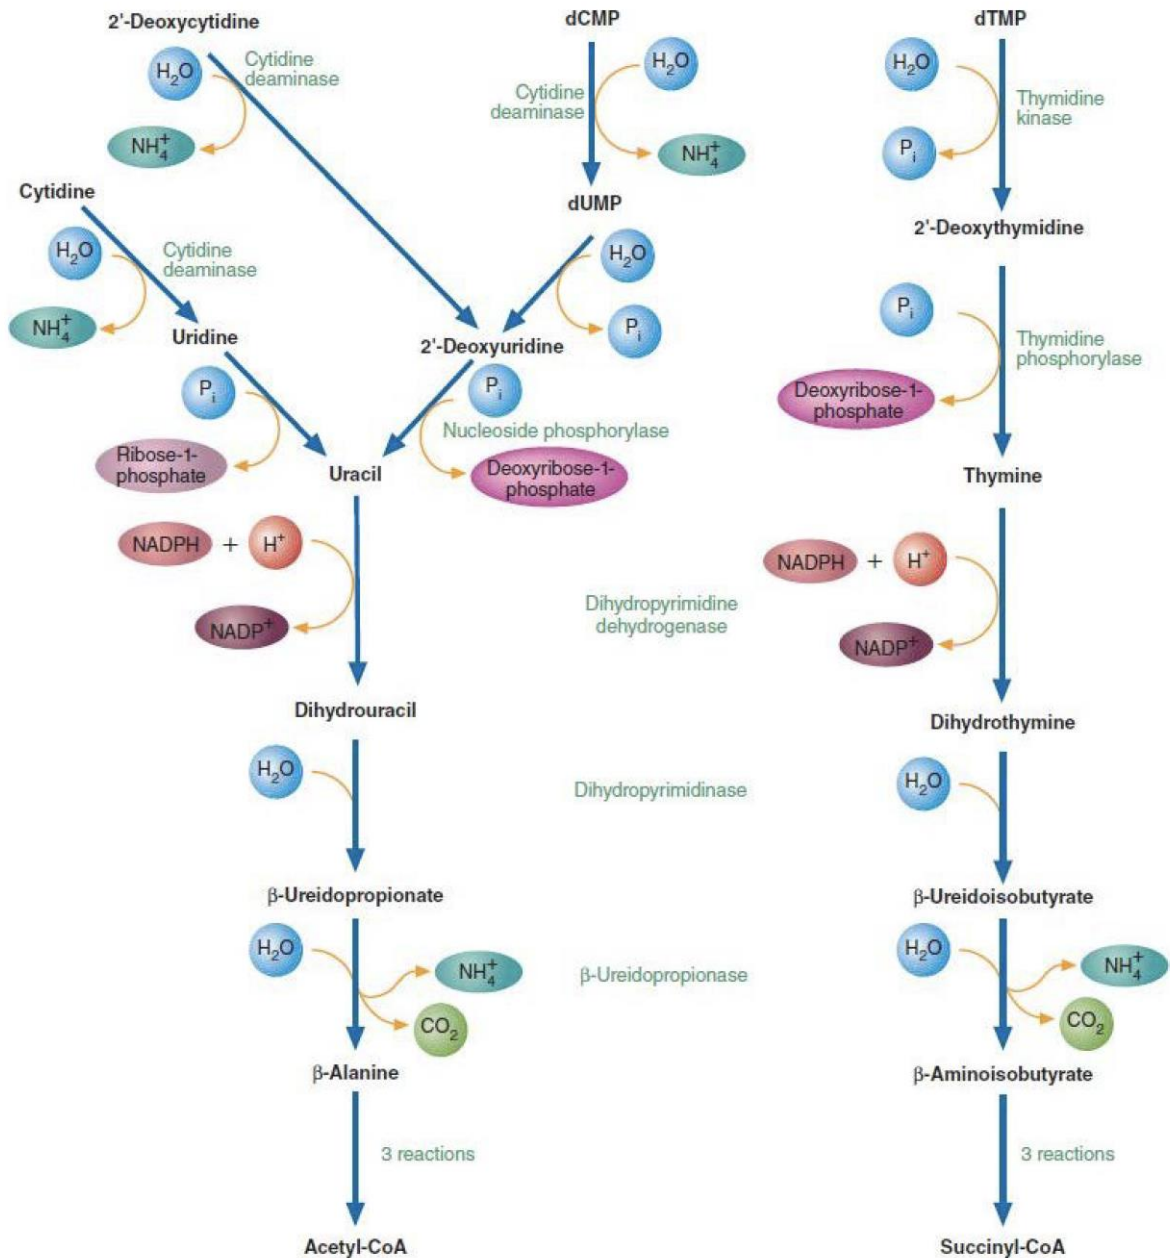 2'-Deoxycytidine
dCMP
dTMP
H₂O
Cytidine
deaminase
NH₄⁺
Cytidine
deaminase
H₂O
NH₄⁺
H₂O
Thymidine
kinase
Pᵢ
Cytidine
H₂O
Cytidine
deaminase
NH₄⁺
dUMP
H₂O
Pᵢ
2'-Deoxythymidine
Uridine
2'-Deoxyuridine
Pᵢ
Thymidine
phosphorylase
Deoxyribose-1-
phosphate
Pᵢ
Ribose-1-
phosphate
Pᵢ
Nucleoside phosphorylase
Deoxyribose-1-
phosphate
Uracil
Thymine
NADPH + H⁺
NADP⁺
Dihydropyrimidine
dehydrogenase
NADPH + H⁺
NADP⁺
Dihydrouracil
Dihydrothymine
H₂O
Dihydropyrimidinase
H₂O
β-Ureidopropionate
β-Ureidoisobutyrate
H₂O
NH₄⁺
CO₂
β-Ureidopropionase
H₂O
NH₄⁺
CO₂
β-Alanine
β-Aminoisobutyrate
3 reactions
3 reactions
Acetyl-CoA
Succinyl-CoA